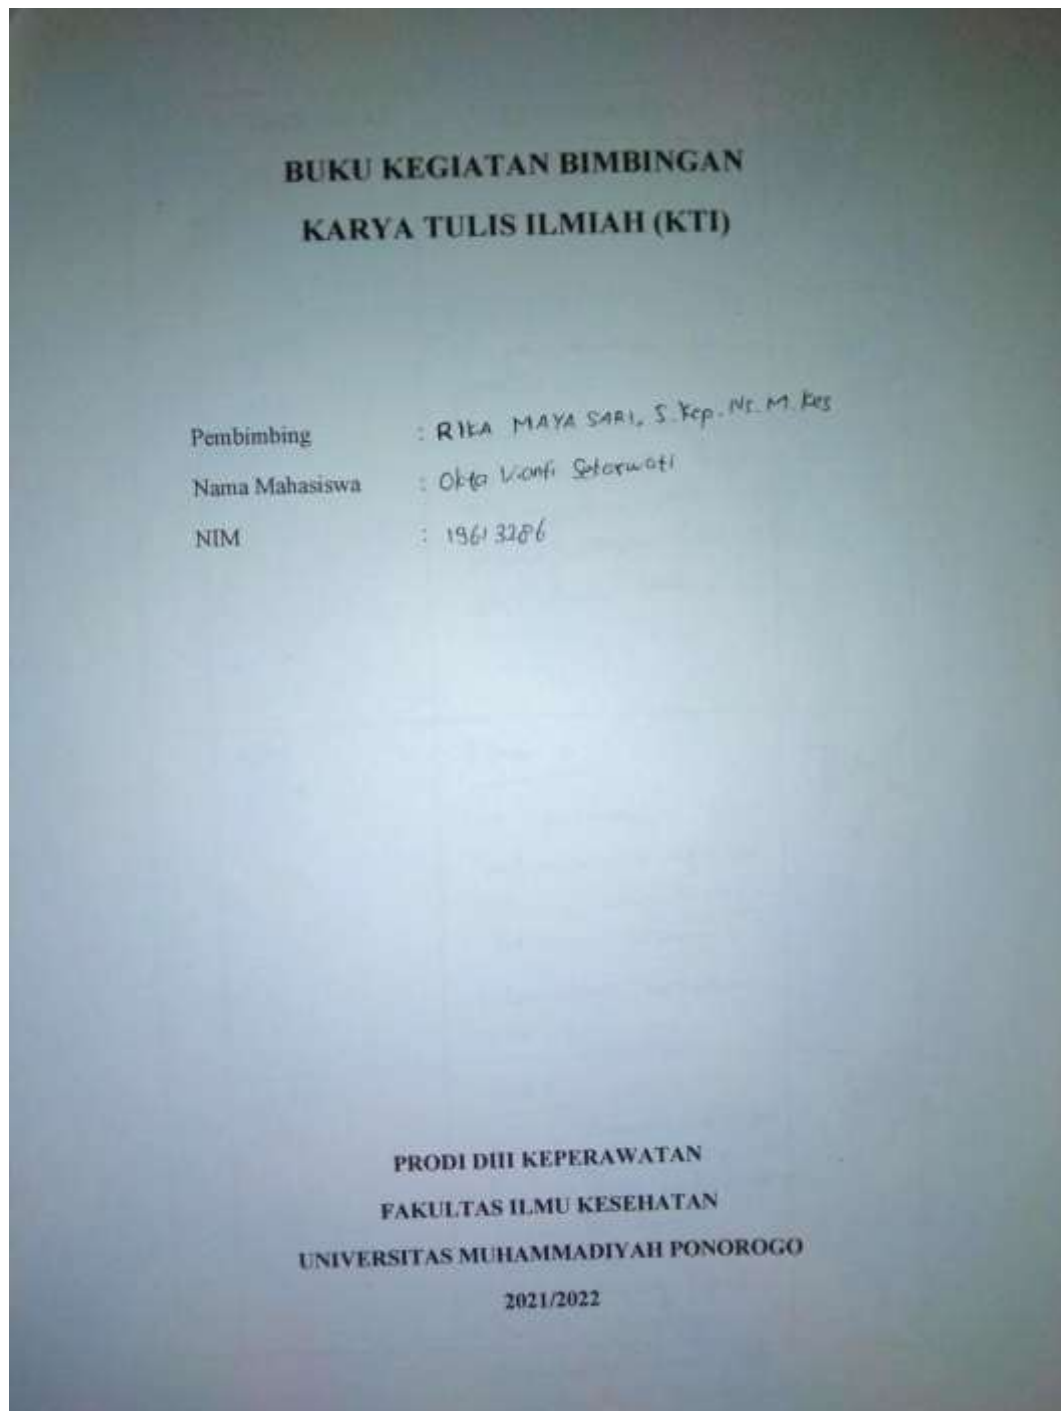 BUKU KEGIATAN BIMBINGAN
KARYA TULIS ILMIAH (KTI)
Pembimbing : RIKA MAYA SARI, S.Kep.Ns.M.Kes
Nama Mahasiswa : Okta Vianti
NIM : 19613286
PRODI DIII KEPERAWATAN
FAKULTAS ILMU KESEHATAN
UNIVERSITAS MUHAMMADIYAH PONOROGO
2021/2022